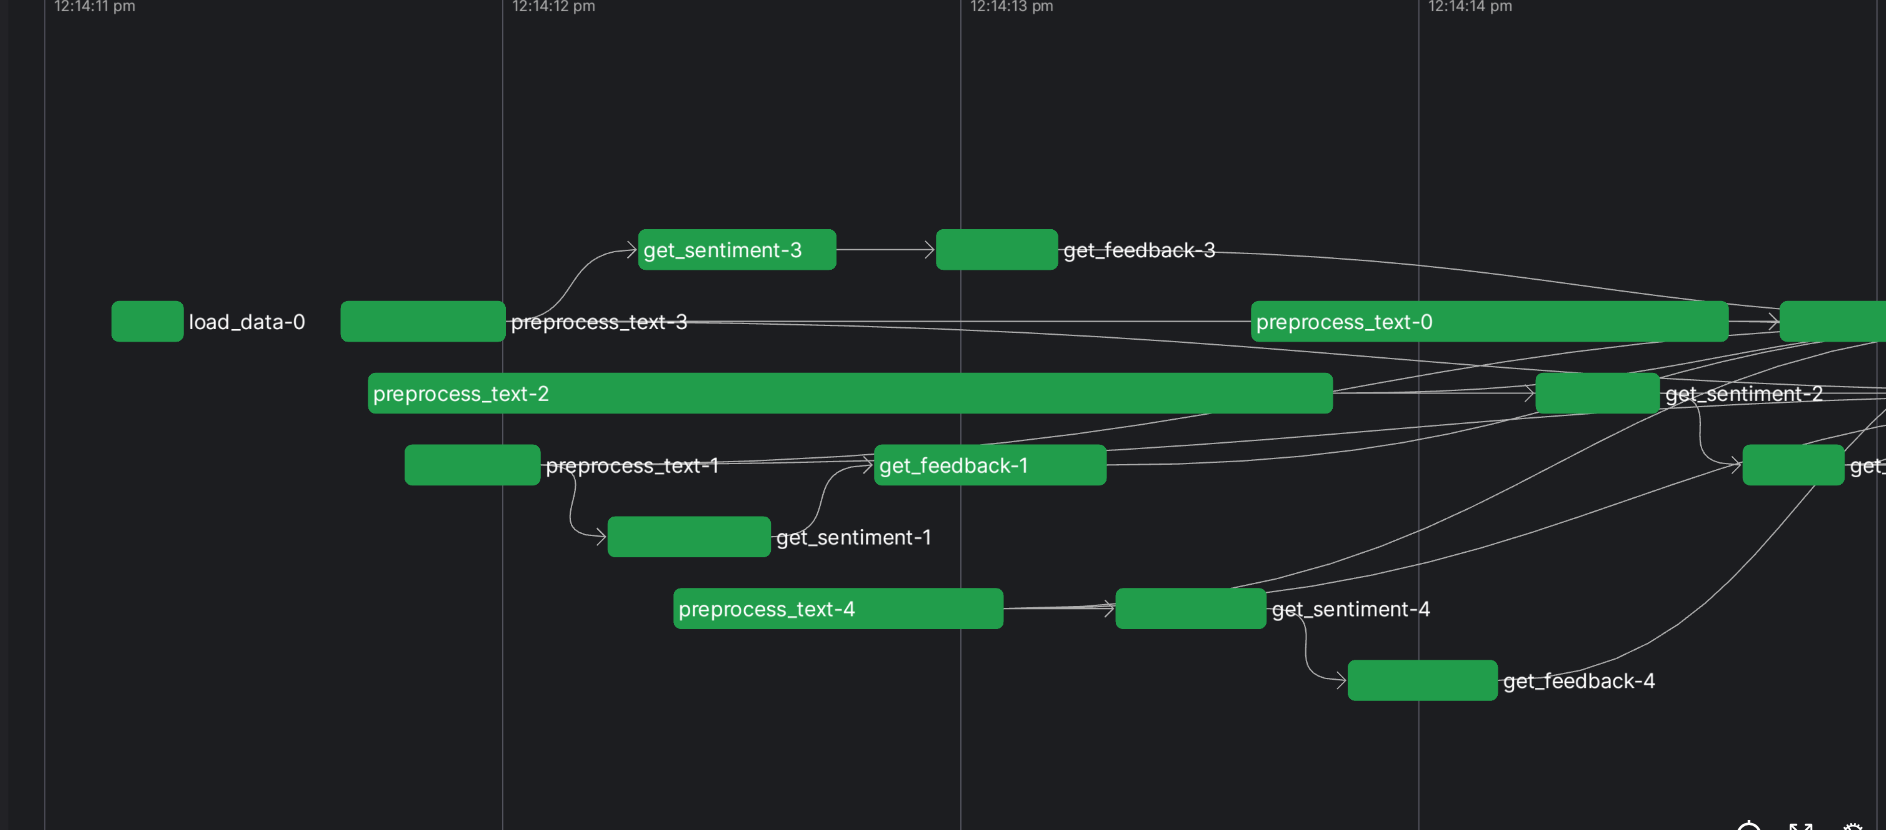 12:14:11 pm
12:14:12 pm
12:14:13 pm
12:14:14 pm
get_sentiment-3
get_feedback-3
load_data-0
preprocess_text-3
preprocess_text-0
preprocess_text-2
get_sentiment-2
preprocess_text-1
get_feedback-1
get_
get_sentiment-1
preprocess_text-4
get_sentiment-4
get_feedback-4